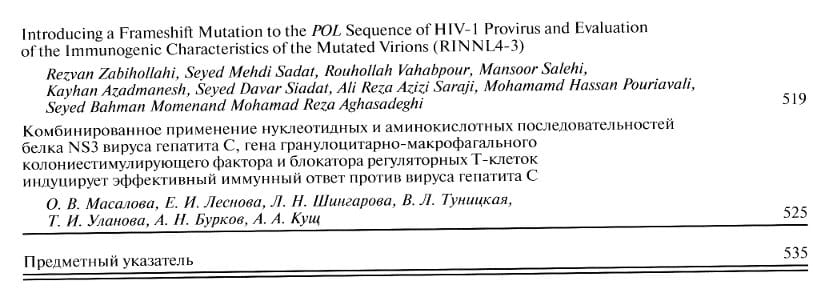 Introducing a Frameshift Mutation to the POL Sequence of HIV-1 Provirus and Evaluation
of the Immunogenic Characteristics of the Mutated Virions (RINNL4-3)
Rezvan Zabihollahi, Seyed Mehdi Sadat, Rouhollah Vahabpour, Mansoor Salehi,
Kayhan Azadmanesh, Seyed Davar Siadat, Ali Reza Azizi Saraji, Mohamamd Hassan Pouriavali,
Seyed Bahman Momenand Mohamad Reza Aghasadeghi 519
Комбинированное применение нуклеотидных и аминокислотных последовательностей
белка NS3 вируса гепатита С, гена гранулоцитарно-макрофагального
колониестимулирующего фактора и блокатора регуляторных Т-клеток
индуцирует эффективный иммунный ответ против вируса гепатита С
О. В. Масалова, Е. И. Леснова, Л. Н. Шингарова, В. Л. Туницкая,
Т. И. Уланова, А. Н. Бурков, А. А. Кущ 525
Предметный указатель 535